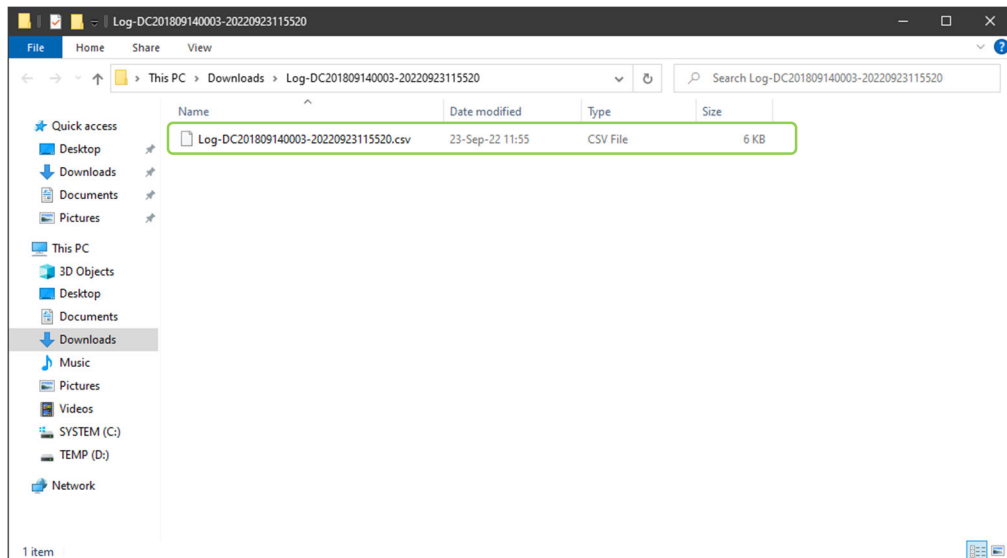 Log-DC201809140003-20220923115520
File Home Share View
This PC > Downloads > Log-DC201809140003-20220923115520
Search Log-DC201809140003-20220923115520
Name Date modified Type Size
Log-DC201809140003-20220923115520.csv 23-Sep-22 11:55 CSV File 6 KB
Quick access
Desktop
Downloads
Documents
Pictures
This PC
3D Objects
Desktop
Documents
Downloads
Music
Pictures
Videos
SYSTEM (C:)
TEMP (D:)
Network
1 item